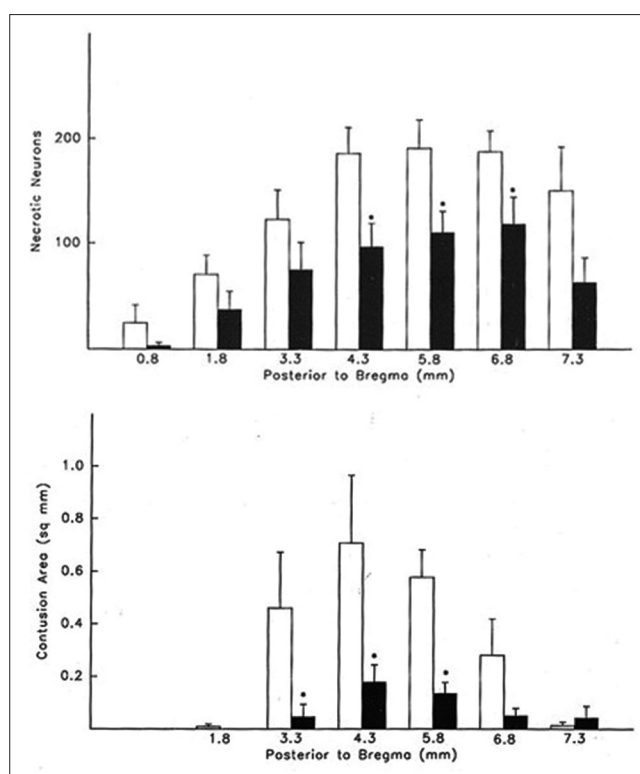 Necrotic Neurons
200
100
0.8 1.8 3.3 4.3 5.8 6.8 7.3
Posterior to Bregma (mm)
Contusion Area (sq mm)
1.0
0.8
0.6
0.4
0.2
1.8 3.3 4.3 5.8 6.8 7.3
Posterior to Bregma (mm)